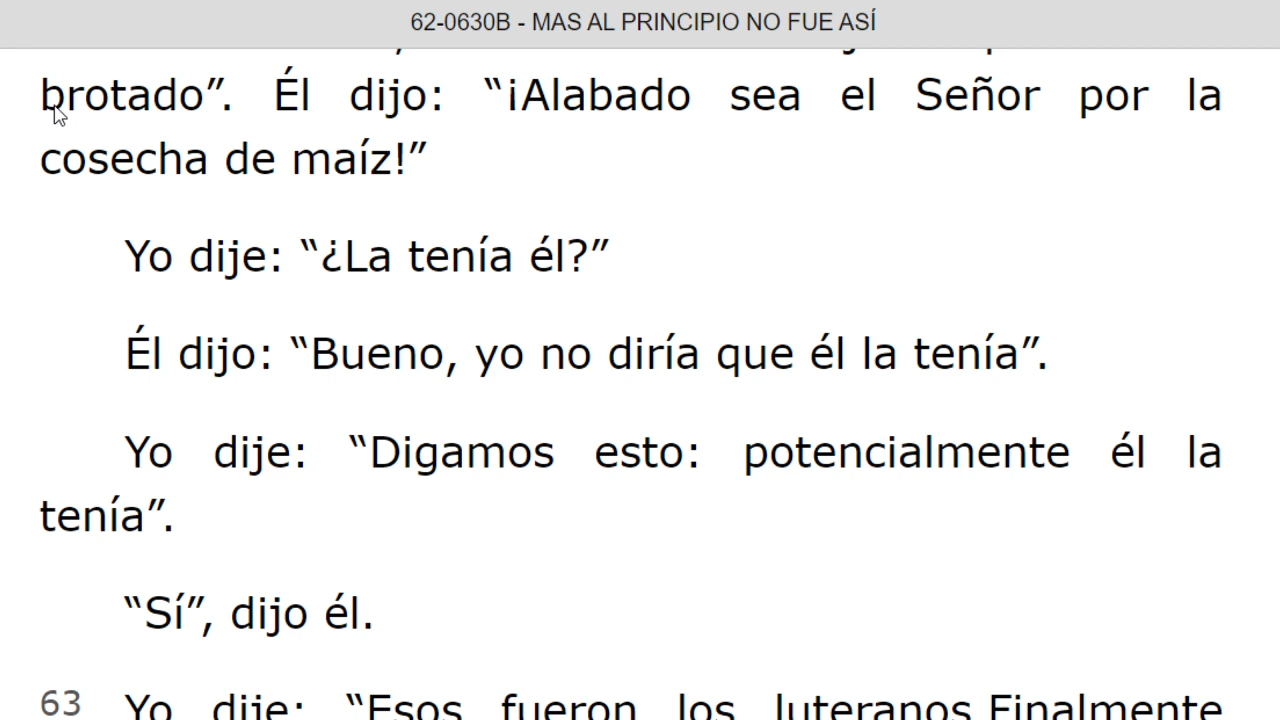 62-0630B - MAS AL PRINCIPIO NO FUE ASÍ
brotado”. Él dijo: “¡Alabado sea el Señor por la
cosecha de maíz!”
Yo dije: “¿La tenía él?”
Él dijo: “Bueno, yo no diría que él la tenía”.
Yo dije: “Digamos esto: potencialmente él la
tenía”.
“Sí”, dijo él.
63 Yo dije: “Esos fueron los luteranos Finalmente